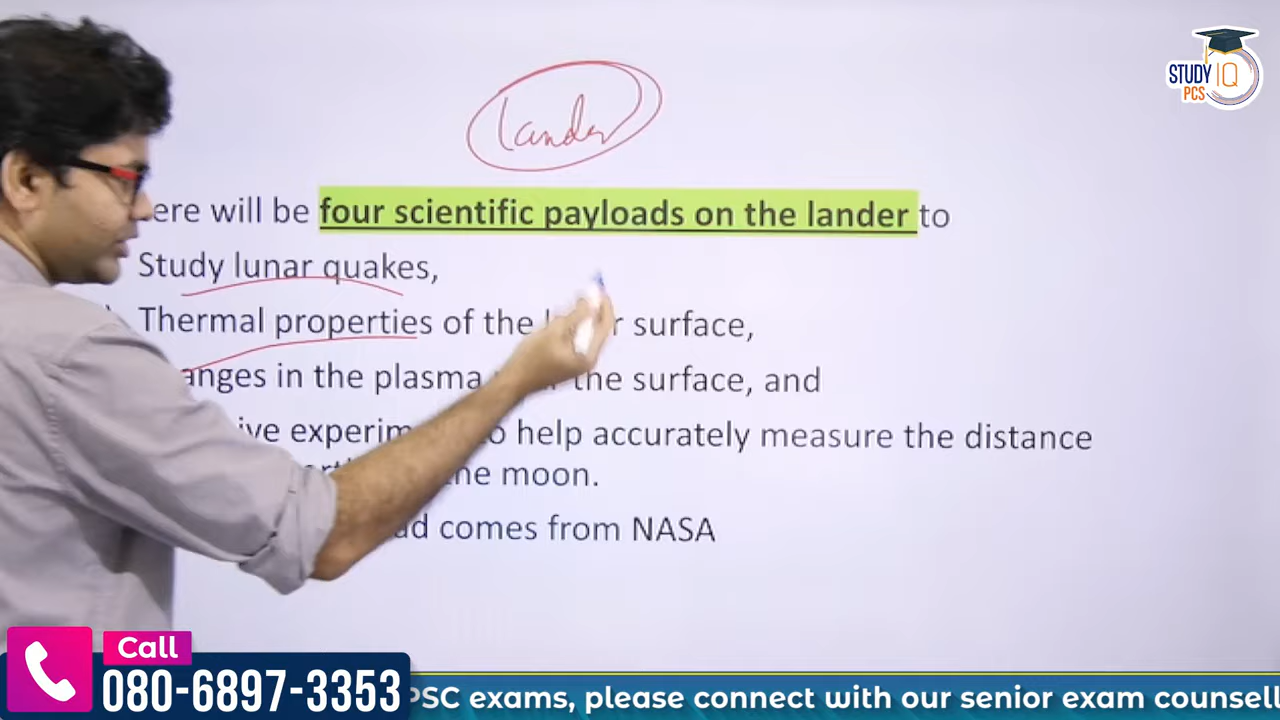 STUDY IQ
PCS
lander
ere will be four scientific payloads on the lander to
Study lunar quakes,
Thermal properties of the surface,
anges in the plasma the surface, and
ive experim to help accurately measure the distance
the moon.
ad comes from NASA
Call
080-6897-3353
PSC exams, please connect with our senior exam counsell